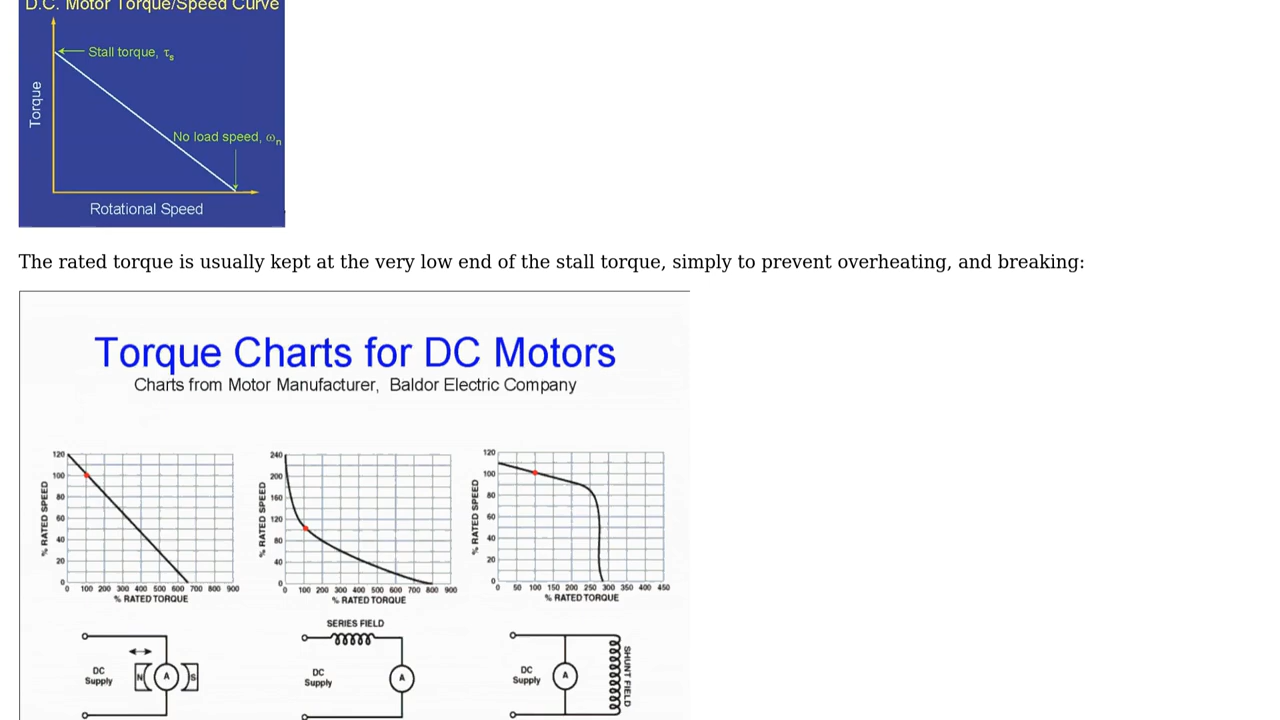 D.C. Motor Torque/Speed Curve
Stall torque, τs
Torque
No load speed, ωn
Rotational Speed
The rated torque is usually kept at the very low end of the stall torque, simply to prevent overheating, and breaking:
Torque Charts for DC Motors
Charts from Motor Manufacturer, Baldor Electric Company
% RATED SPEED
120
100
80
60
40
20
0
0 100 200 300 400 500 600 700 800 900
% RATED TORQUE
% RATED SPEED
240
200
160
120
80
40
0
0 100 200 300 400 500 600 700 800 900
% RATED TORQUE
% RATED SPEED
120
100
80
60
40
20
0
0 50 100 150 200 250 300 350 400 450
% RATED TORQUE
DC
Supply
N A S
SERIES FIELD
DC
Supply
A
DC
Supply
A
SHUNT FIELD